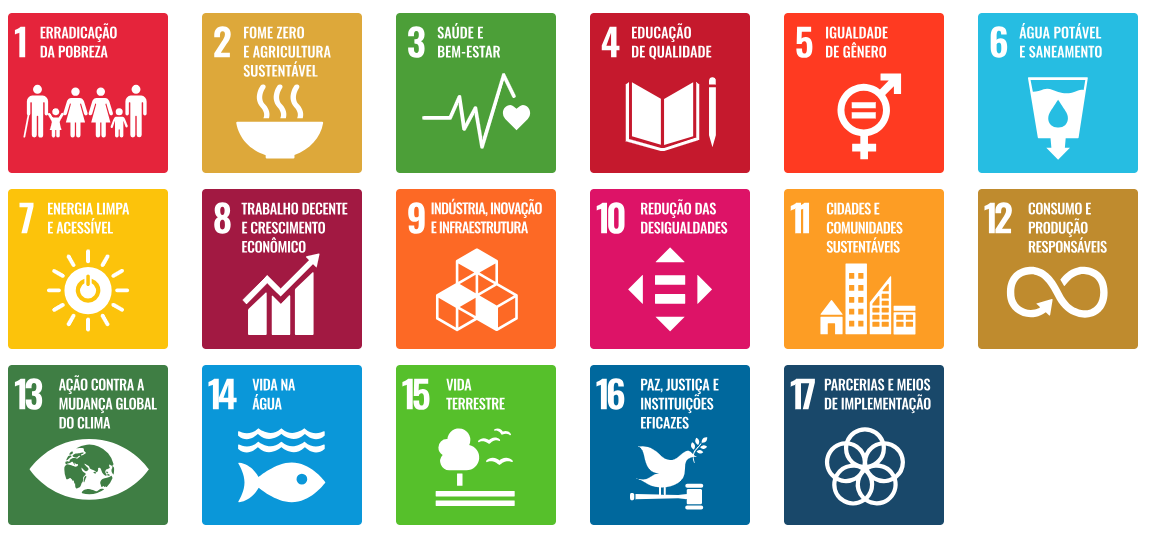 1 ERRADICAÇÃO
DA POBREZA
2 FOME ZERO
E AGRICULTURA
SUSTENTÁVEL
3 SAÚDE E
BEM-ESTAR
4 EDUCAÇÃO
DE QUALIDADE
5 IGUALDADE
DE GÊNERO
6 ÁGUA POTÁVEL
E SANEAMENTO
7 ENERGIA LIMPA
E ACESSÍVEL
8 TRABALHO DECENTE
E CRESCIMENTO
ECONÔMICO
9 INDÚSTRIA, INOVAÇÃO
E INFRAESTRUTURA
10 REDUÇÃO DAS
DESIGUALDADES
11 CIDADES E
COMUNIDADES
SUSTENTÁVEIS
12 CONSUMO E
PRODUÇÃO
RESPONSÁVEIS
13 AÇÃO CONTRA A
MUDANÇA GLOBAL
DO CLIMA
14 VIDA NA
ÁGUA
15 VIDA
TERRESTRE
16 PAZ, JUSTIÇA E
INSTITUIÇÕES
EFICAZES
17 PARCERIAS E MEIOS
DE IMPLEMENTAÇÃO